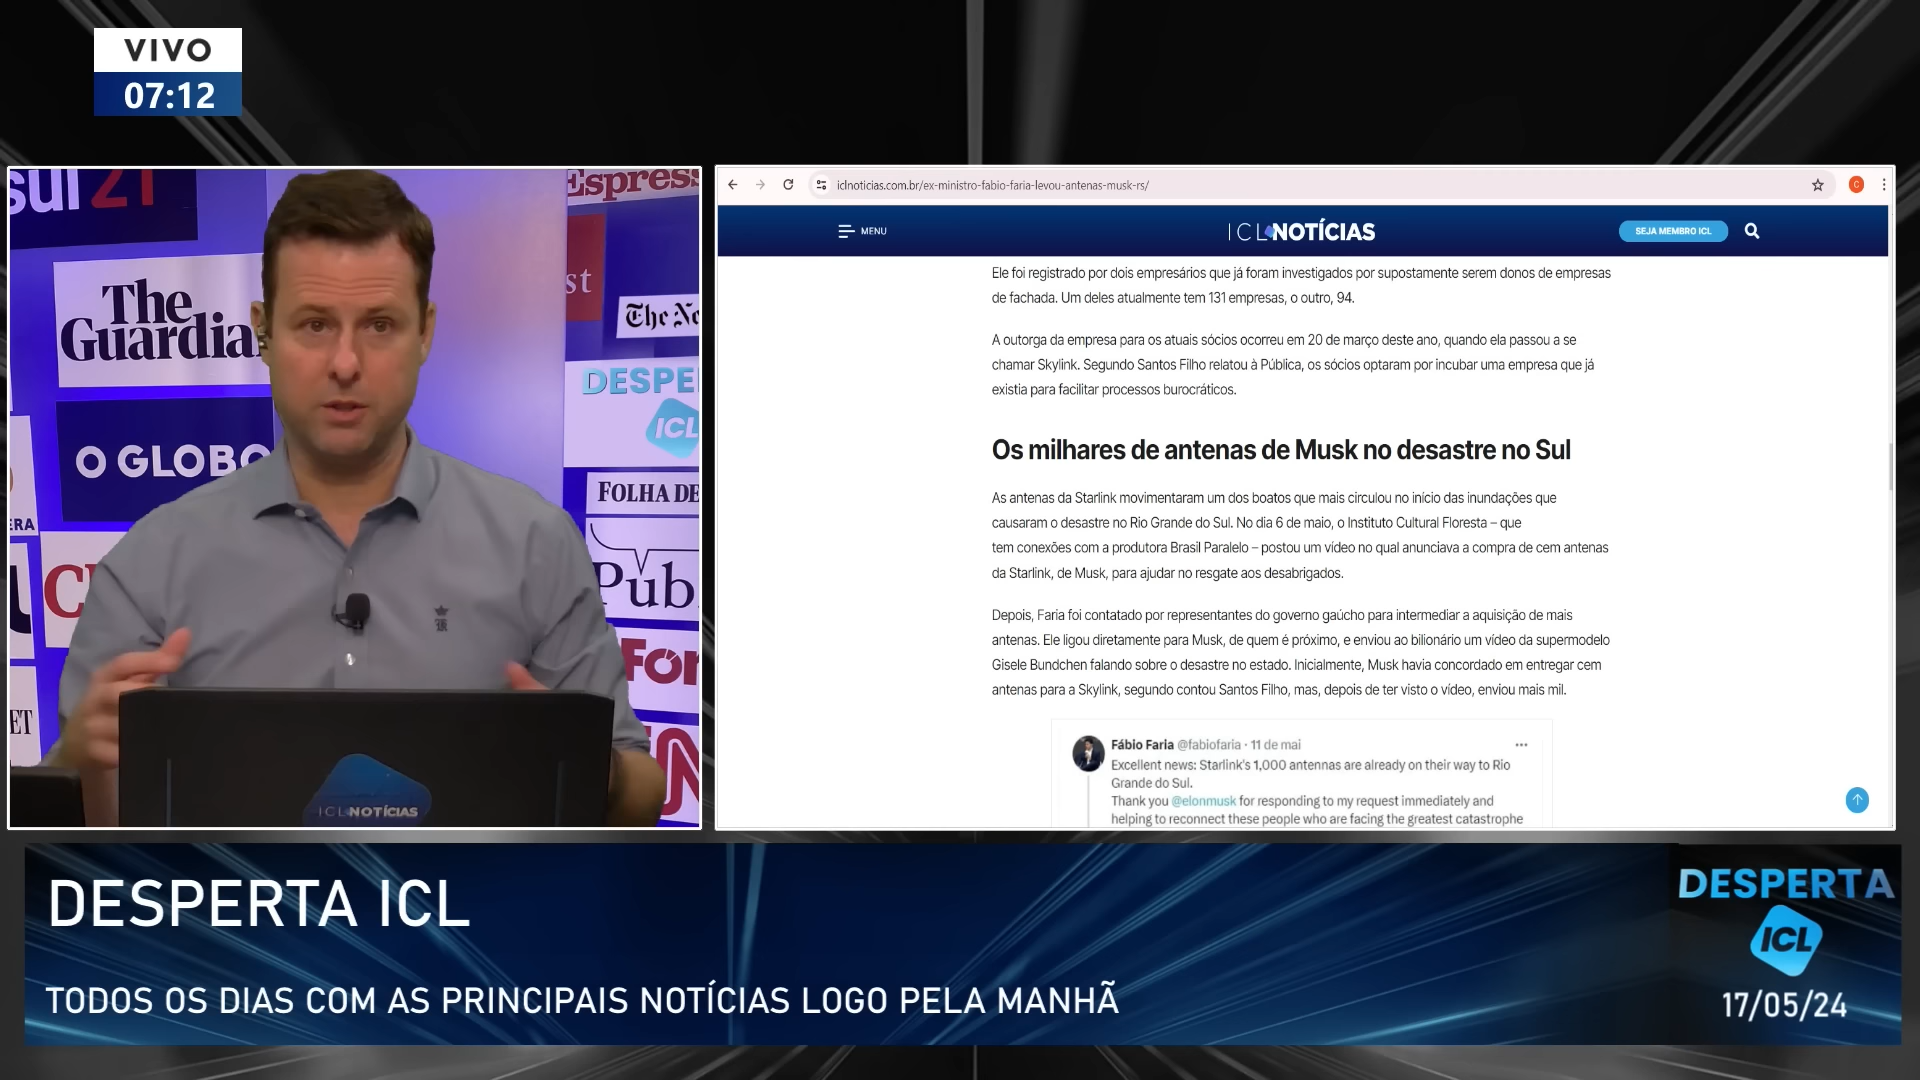 VIVO
07:12
sul21
Espress
The
Guardia
st
The Ne
DESPE
ICL
O GLOBO
FOLHA DE
ERA
Pub
For
ET
ICL NOTÍCIAS
iclnoticias.com.br/ex-ministro-fabio-faria-levou-antenas-musk-rs/
C
MENU
ICL NOTÍCIAS
SEJA MEMBRO ICL
Ele foi registrado por dois empresários que já foram investigados por supostamente serem donos de empresas
de fachada. Um deles atualmente tem 131 empresas, o outro, 94.
A outorga da empresa para os atuais sócios ocorreu em 20 de março deste ano, quando ela passou a se
chamar Skylink. Segundo Santos Filho relatou à Pública, os sócios optaram por incubar uma empresa que já
existia para facilitar processos burocráticos.
Os milhares de antenas de Musk no desastre no Sul
As antenas da Starlink movimentaram um dos boatos que mais circulou no início das inundações que
causaram o desastre no Rio Grande do Sul. No dia 6 de maio, o Instituto Cultural Floresta – que
tem conexões com a produtora Brasil Paralelo – postou um vídeo no qual anunciava a compra de cem antenas
da Starlink, de Musk, para ajudar no resgate aos desabrigados.
Depois, Faria foi contatado por representantes do governo gaúcho para intermediar a aquisição de mais
antenas. Ele ligou diretamente para Musk, de quem é próximo, e enviou ao bilionário um vídeo da supermodelo
Gisele Bundchen falando sobre o desastre no estado. Inicialmente, Musk havia concordado em entregar cem
antenas para a Skylink, segundo contou Santos Filho, mas, depois de ter visto o vídeo, enviou mais mil.
Fábio Faria @fabiofaria · 11 de mai
Excellent news: Starlink's 1,000 antennas are already on their way to Rio
Grande do Sul.
Thank you @elonmusk for responding to my request immediately and
helping to reconnect these people who are facing the greatest catastrophe
DESPERTA ICL
TODOS OS DIAS COM AS PRINCIPAIS NOTÍCIAS LOGO PELA MANHÃ
DESPERTA
ICL
17/05/24